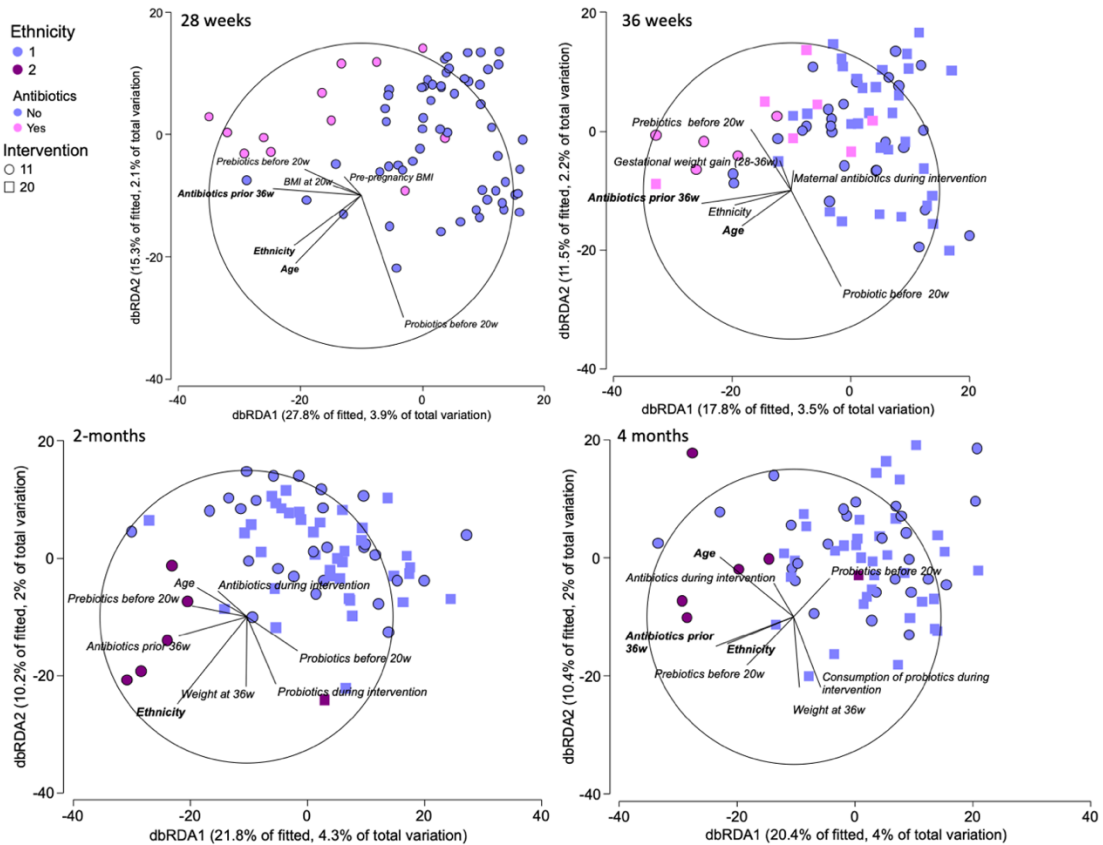 Ethnicity
1
2
Antibiotics
No
Yes
Intervention
11
20
28 weeks
20
0
-20
-40
dbRDA2 (15.3% of fitted, 2.1% of total variation)
Prebiotics before 20w
BMI at 20w
Pre-pregnancy BMI
Antibiotics prior 36w
Ethnicity
Age
Probiotics before 20w
-40
-20
0
20
dbRDA1 (27.8% of fitted, 3.9% of total variation)
36 weeks
20
0
-20
-40
dbRDA2 (11.5% of fitted, 2.2% of total variation)
Prebiotics before 20w
Gestational weight gain (28-36w)
Maternal antibiotics during intervention
Antibiotics prior 36w
Ethnicity
Age
Probiotic before 20w
-40
-20
0
20
dbRDA1 (17.8% of fitted, 3.5% of total variation)
2-months
20
0
-20
-40
dbRDA2 (10.2% of fitted, 2% of total variation)
Age
Antibiotics during intervention
Prebiotics before 20w
Antibiotics prior 36w
Probiotics before 20w
Weight at 36w
Probiotics during intervention
Ethnicity
-40
-20
0
20
40
dbRDA1 (21.8% of fitted, 4.3% of total variation)
4 months
20
0
-20
-40
dbRDA2 (10.4% of fitted, 2% of total variation)
Age
Antibiotics during intervention
Probiotics before 20w
Antibiotics prior
36w
Ethnicity
Prebiotics before 20w
Consumption of probiotics during
intervention
Weight at 36w
-40
-20
0
20
40
dbRDA1 (20.4% of fitted, 4% of total variation)